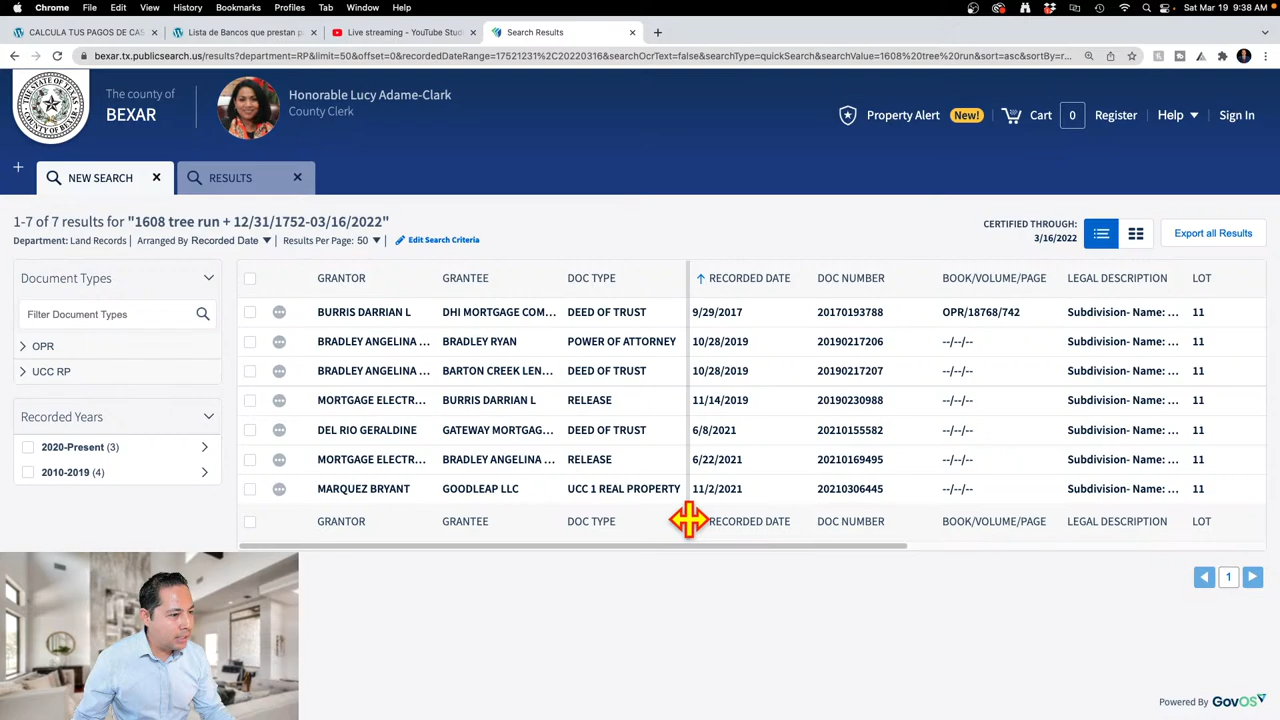 Chrome File Edit View History Bookmarks Profiles Tab Window Help Sat Mar 19 9:38 AM
CALCULA TUS PAGOS DE CAS Lista de Bancos que prestan p Live streaming - YouTube Studi Search Results
bexar.tx.publicsearch.us/results?department=RP&limit=50&offset=0&recordedDateRange=17521231%2C20220316&searchOcrText=false&searchType=quickSearch&searchValue=1608%20tree%20run&sort=asc&sortBy=r...
The county of
BEXAR
THE STATE OF TEXAS
COUNTY OF BEXAR
Honorable Lucy Adame-Clark
County Clerk
Property Alert New! Cart 0 Register Help Sign In
+ NEW SEARCH × RESULTS ×
1-7 of 7 results for "1608 tree run + 12/31/1752-03/16/2022"
Department: Land Records Arranged By Recorded Date Results Per Page: 50 Edit Search Criteria
CERTIFIED THROUGH:
3/16/2022
Export all Results
Document Types
Filter Document Types
OPR
UCC RP
Recorded Years
2020-Present (3)
2010-2019 (4)
GRANTOR GRANTEE DOC TYPE RECORDED DATE DOC NUMBER BOOK/VOLUME/PAGE LEGAL DESCRIPTION LOT
BURRIS DARRIAN L DHI MORTGAGE COM... DEED OF TRUST 9/29/2017 20170193788 OPR/18768/742 Subdivision- Name: ... 11
BRADLEY ANGELINA ... BRADLEY RYAN POWER OF ATTORNEY 10/28/2019 20190217206 --/--/-- Subdivision- Name: ... 11
BRADLEY ANGELINA ... BARTON CREEK LEN... DEED OF TRUST 10/28/2019 20190217207 --/--/-- Subdivision- Name: ... 11
MORTGAGE ELECTR... BURRIS DARRIAN L RELEASE 11/14/2019 20190230988 --/--/-- Subdivision- Name: ... 11
DEL RIO GERALDINE GATEWAY MORTGAG... DEED OF TRUST 6/8/2021 20210155582 --/--/-- Subdivision- Name: ... 11
MORTGAGE ELECTR... BRADLEY ANGELINA ... RELEASE 6/22/2021 20210169495 --/--/-- Subdivision- Name: ... 11
MARQUEZ BRYANT GOODLEAP LLC UCC 1 REAL PROPERTY 11/2/2021 20210306445 --/--/-- Subdivision- Name: ... 11
GRANTOR GRANTEE DOC TYPE RECORDED DATE DOC NUMBER BOOK/VOLUME/PAGE LEGAL DESCRIPTION LOT
1
Powered By GovOS